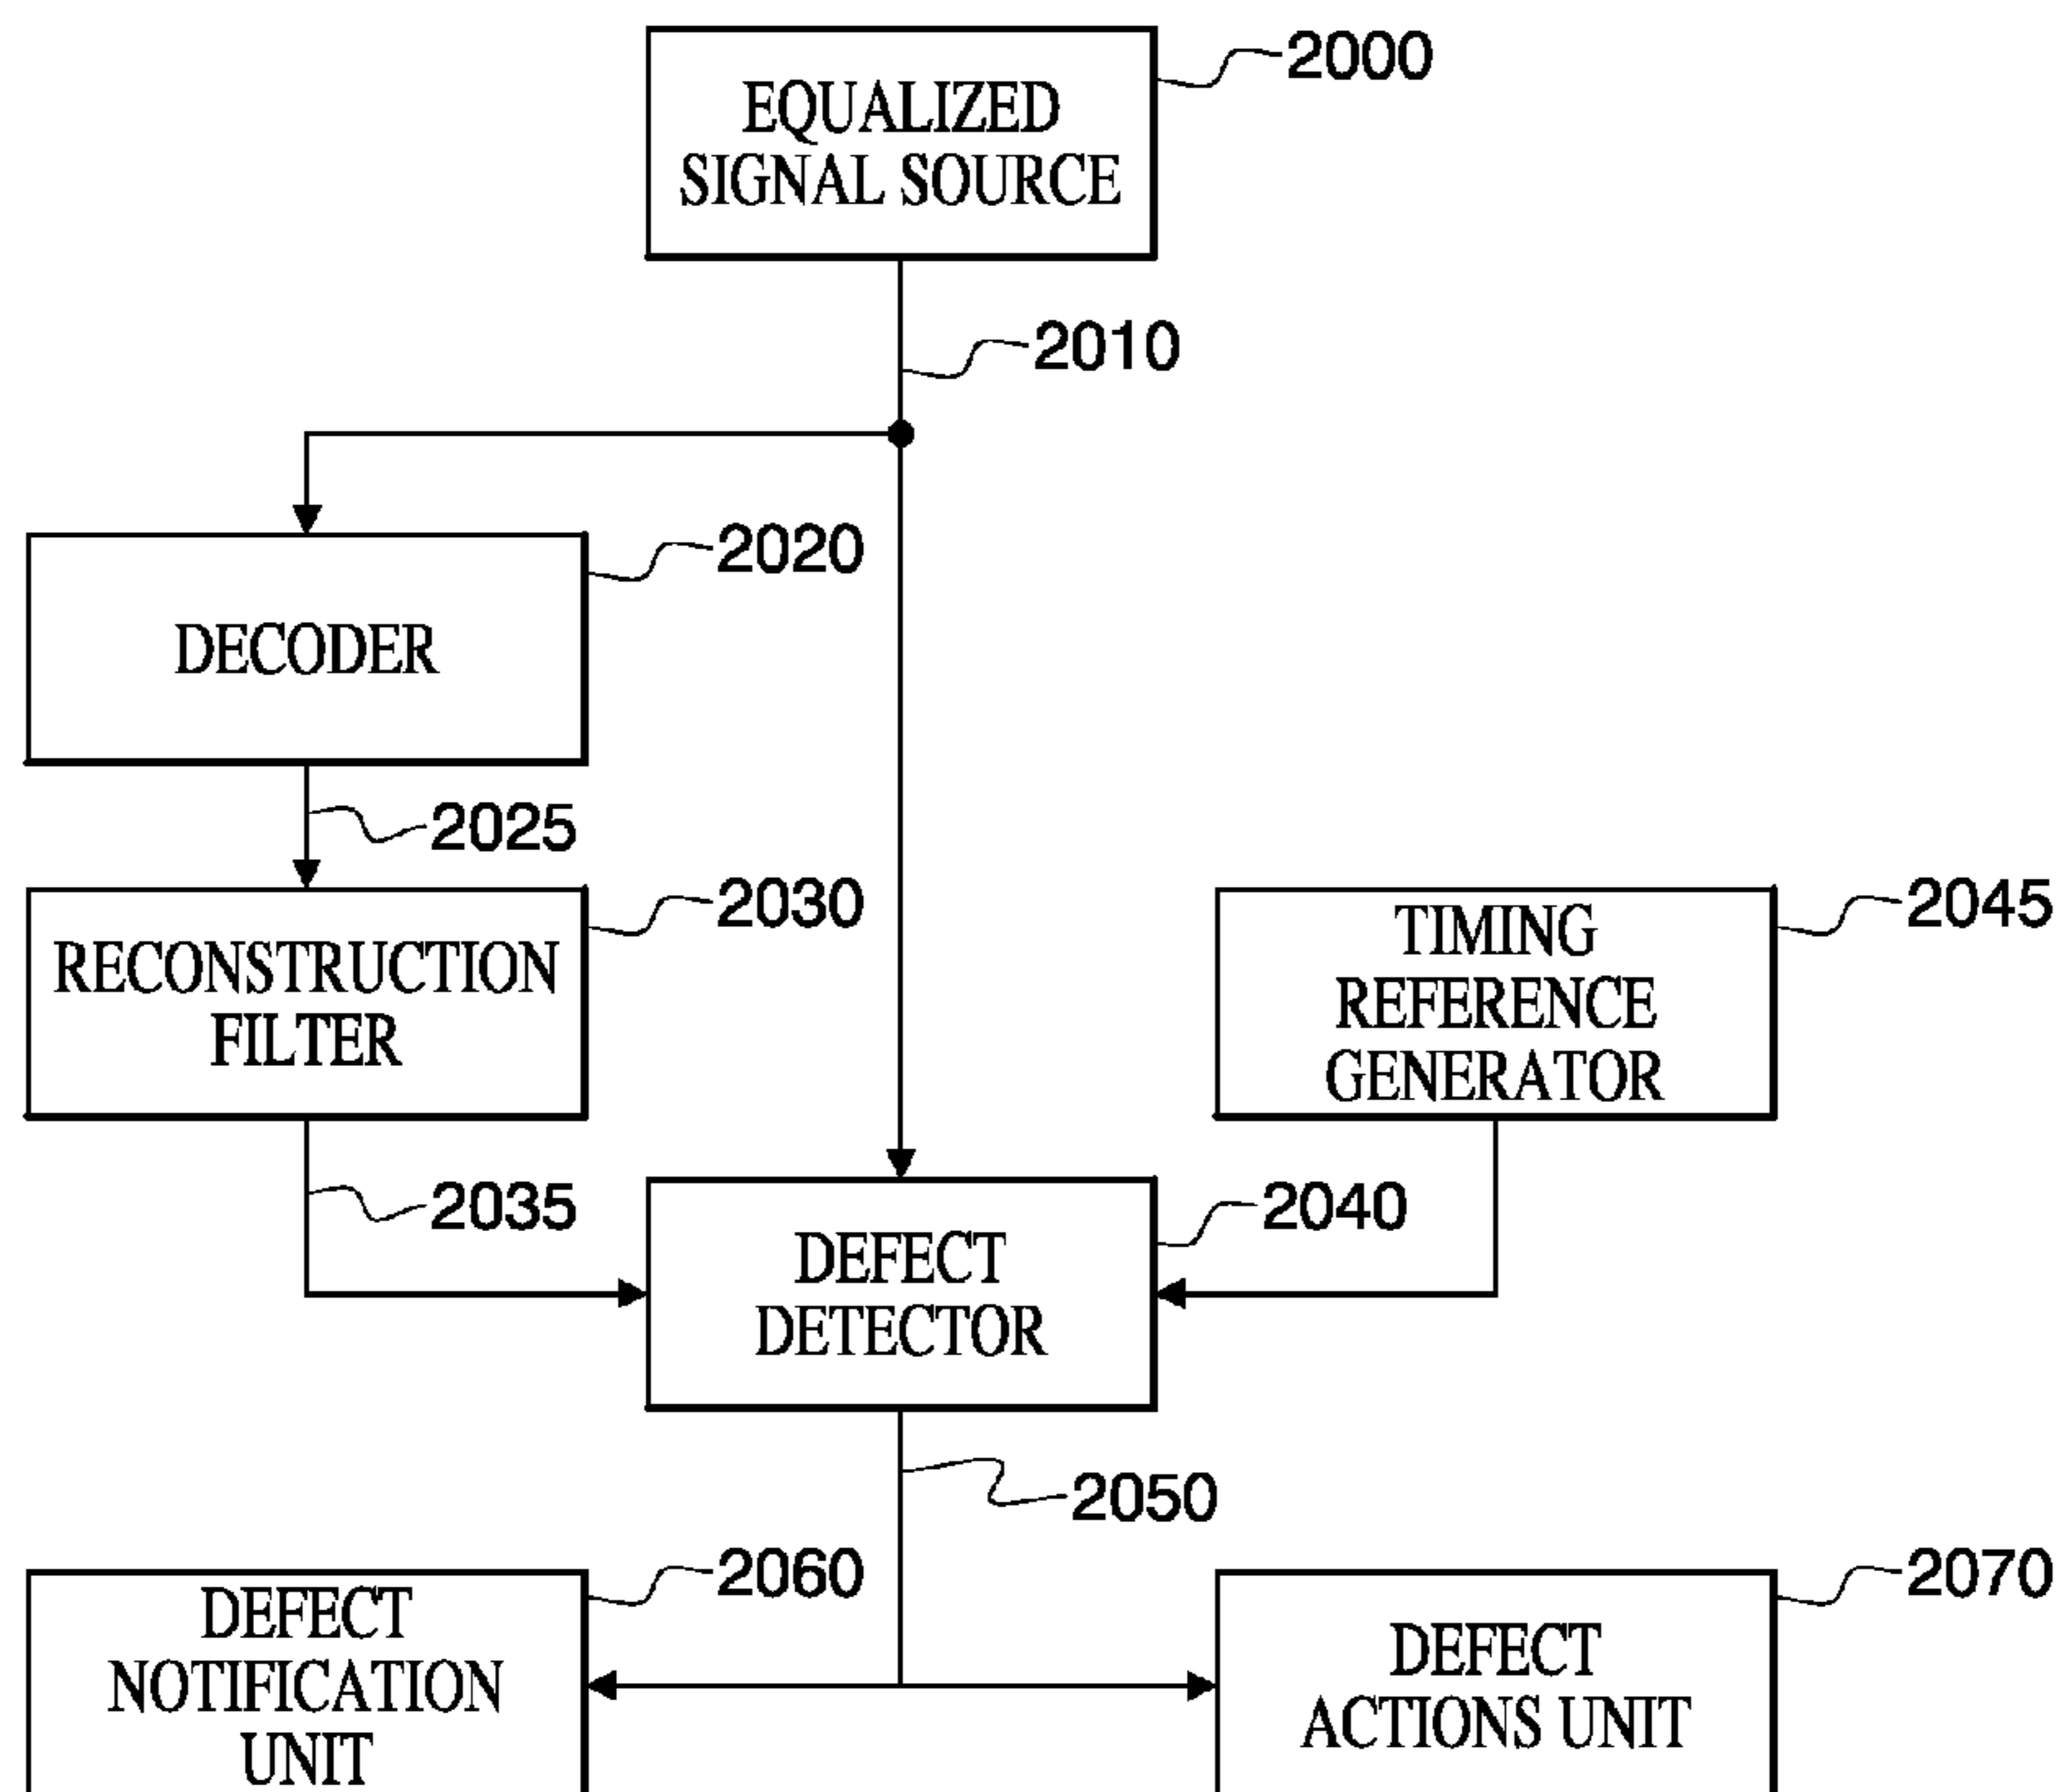 2000
EQUALIZED
SIGNAL SOURCE
2010
2020
DECODER
2025
2030
RECONSTRUCTION
FILTER
2045
TIMING
REFERENCE
GENERATOR
2035
2040
DEFECT
DETECTOR
2050
2060
DEFECT
NOTIFICATION
UNIT
2070
DEFECT
ACTIONS UNIT